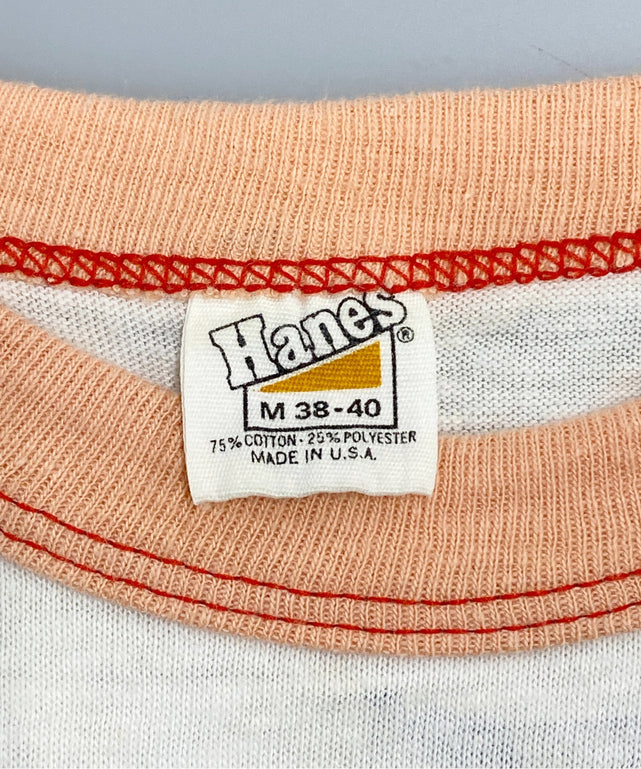 Hanes®
M 38-40
75% COTTON · 25% POLYESTER
MADE IN U.S.A.